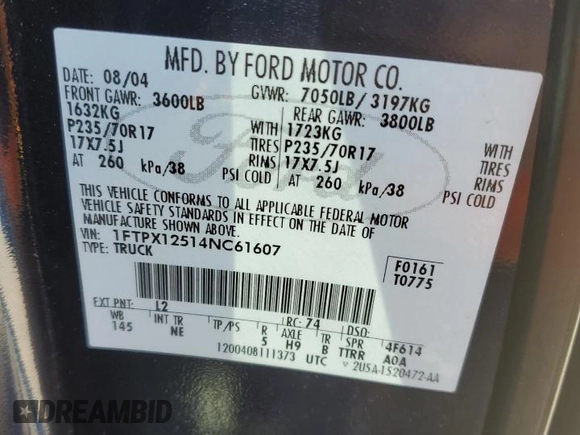 MFD. BY FORD MOTOR CO.
DATE: 08/04 GVWR: 7050LB/ 3197KG
FRONT GAWR: 3600LB REAR GAWR: 3800LB
1632KG WITH 1723KG WITH
P235/70R17 TIRES P235/70R17 TIRES
17X7.5J RIMS 17X7.5J RIMS
AT 260 kPa/38 PSI COLD AT 260 kPa/38 PSI COLD
THIS VEHICLE CONFORMS TO ALL APPLICABLE FEDERAL MOTOR
VEHICLE SAFETY STANDARDS IN EFFECT ON THE DATE OF
MANUFACTURE SHOWN ABOVE.
VIN: 1FTPX12514NC61607 F0161
TYPE: TRUCK T0775
EXT PNT: L2 RC: 74 DSO:
WB INT TR TP/PS R AXLE TR SPR 4F614
145 NE 5 H9 B TTRR A0A
1200408111373 UTC 2USA-1520472-AA
Ford
DREAMBID